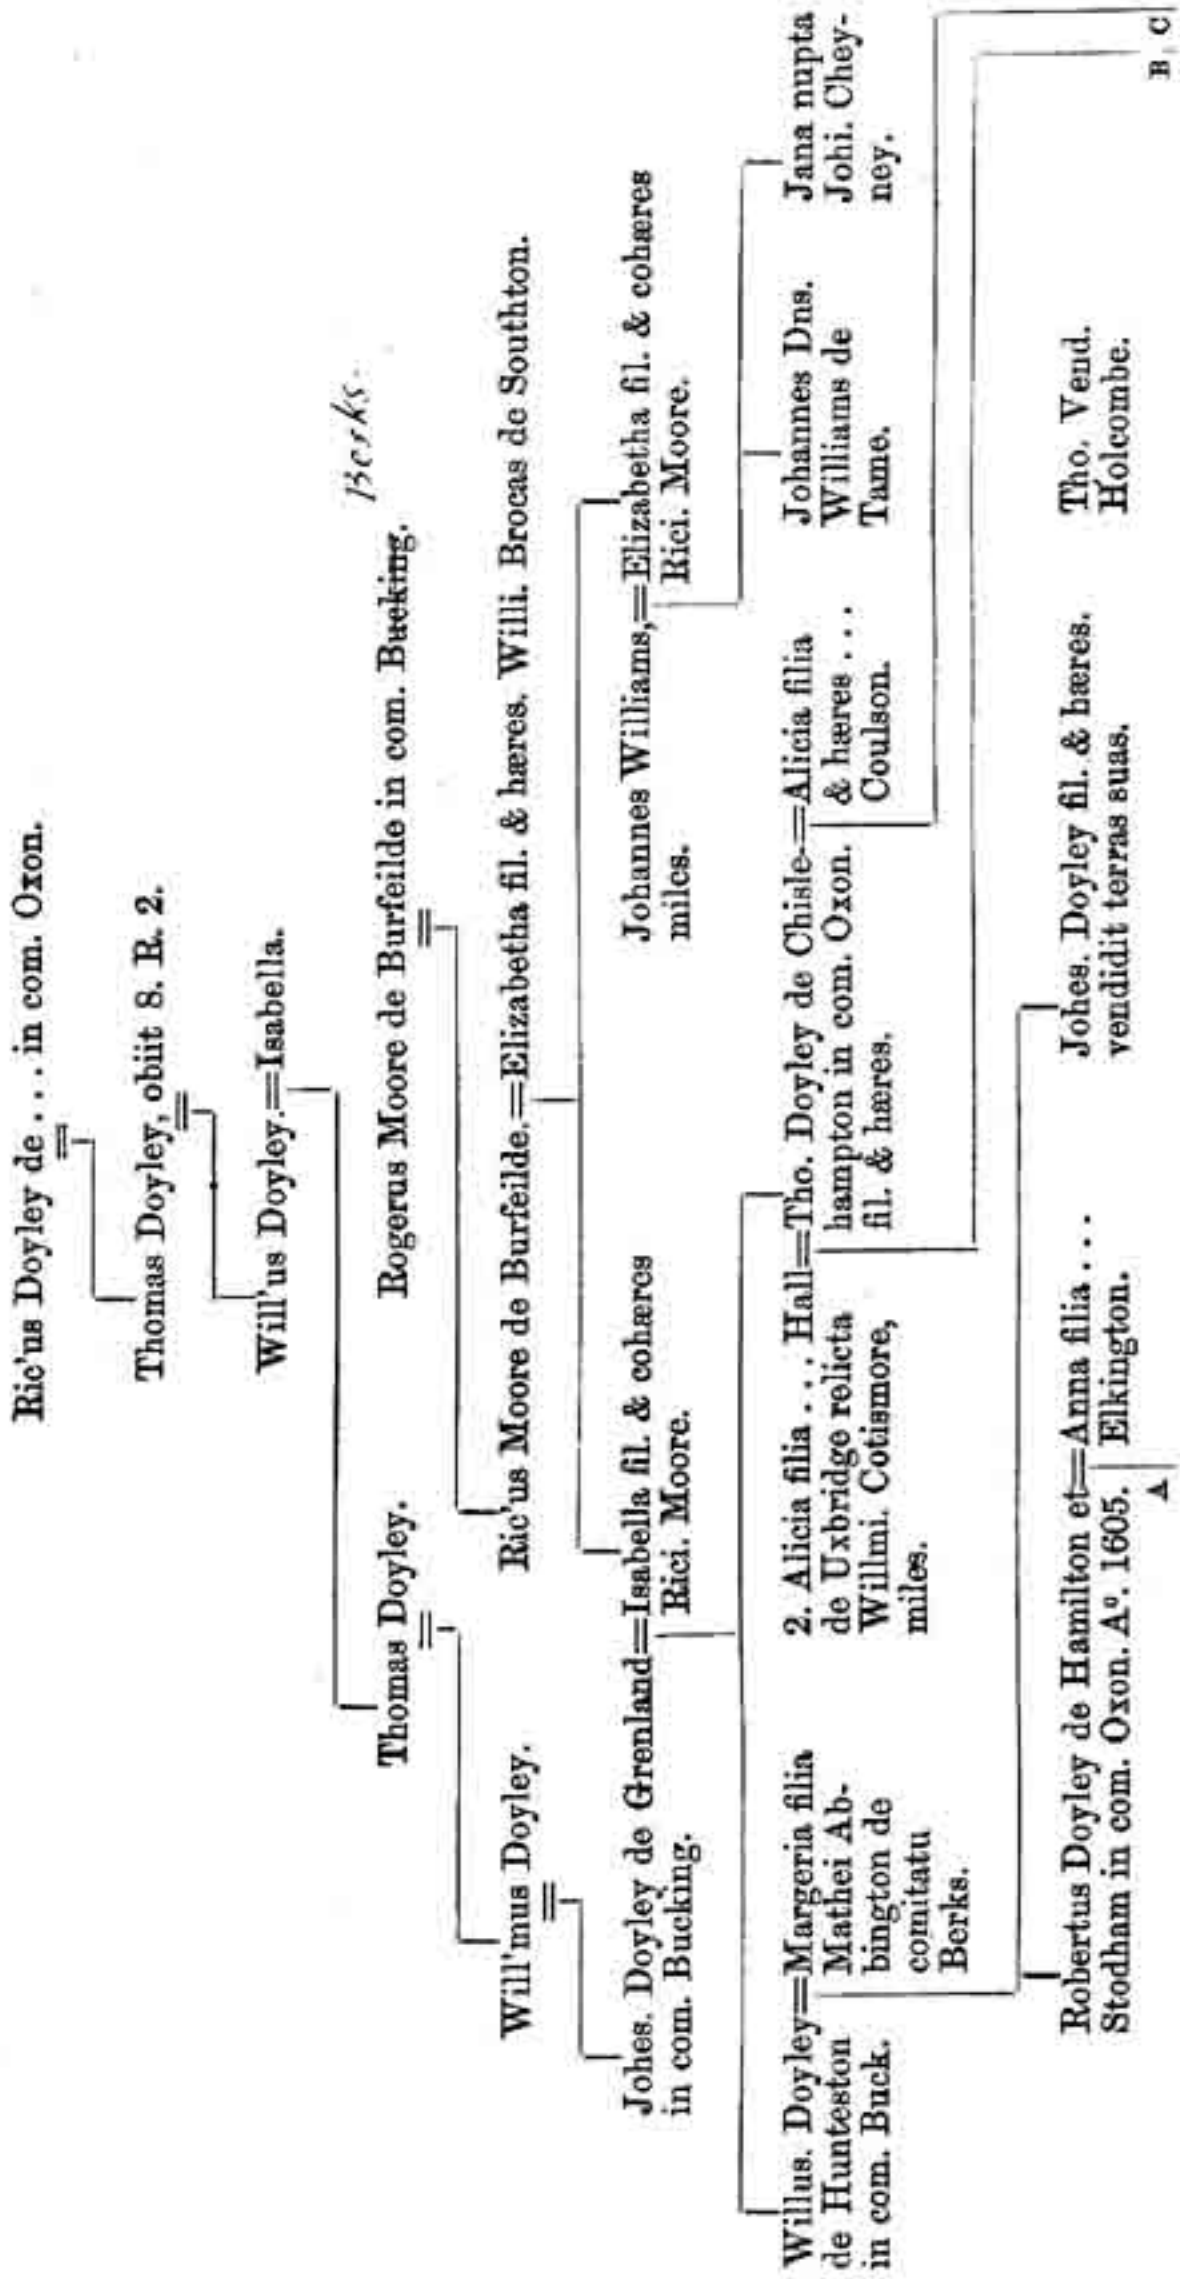 Ric'us Doyley de . . . in com. Oxon.
Thomas Doyley, obiit 8. R. 2.
Will'us Doyley.=Isabella.
Thomas Doyley.
Rogerus Moore de Burfeilde in com. Bucking.
Berks.
Will'mus Doyley.
Ric'us Moore de Burfeilde.=Elizabetha fil. & hæres. Willi. Brocas de Southton.
Johes. Doyley de Grenland=Isabella fil. & cohæres
in com. Bucking.
Rici. Moore.
Johannes Williams,=Elizabetha fil. & cohæres
miles.
Rici. Moore.
Willus. Doyley=Margeria filia
de Hunteston
in com. Buck.
Mathei Ab-
bington de
comitatu
Berks.
2. Alicia filia . . . Hall=Tho. Doyley de Chisle-=Alicia filia
de Uxbridge relicta
Willmi. Cotismore,
miles.
hampton in com. Oxon.
fil. & hæres.
& hæres . . .
Coulson.
Johannes Dns.
Williams de
Tame.
Jana nupta
Johi. Chey-
ney.
Robertus Doyley de Hamilton et=Anna filia . . .
Stodham in com. Oxon. Aº. 1605.
Elkington.
A
Johes. Doyley fil. & hæres.
vendidit terras suas.
Tho. Vend.
Holcombe.
B C